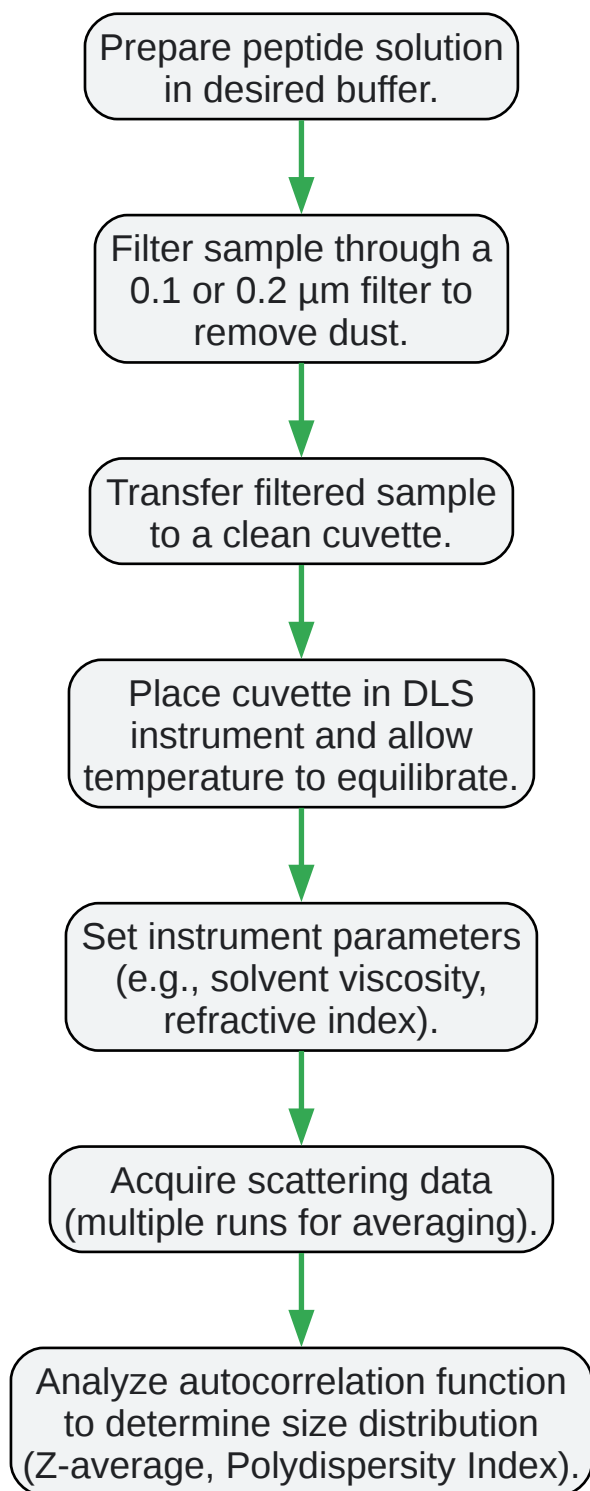 Prepare peptide solution
in desired buffer.
Filter sample through a
0.1 or 0.2 µm filter to
remove dust.
Transfer filtered sample
to a clean cuvette.
Place cuvette in DLS
instrument and allow
temperature to equilibrate.
Set instrument parameters
(e.g., solvent viscosity,
refractive index).
Acquire scattering data
(multiple runs for averaging).
Analyze autocorrelation function
to determine size distribution
(Z-average, Polydispersity Index).